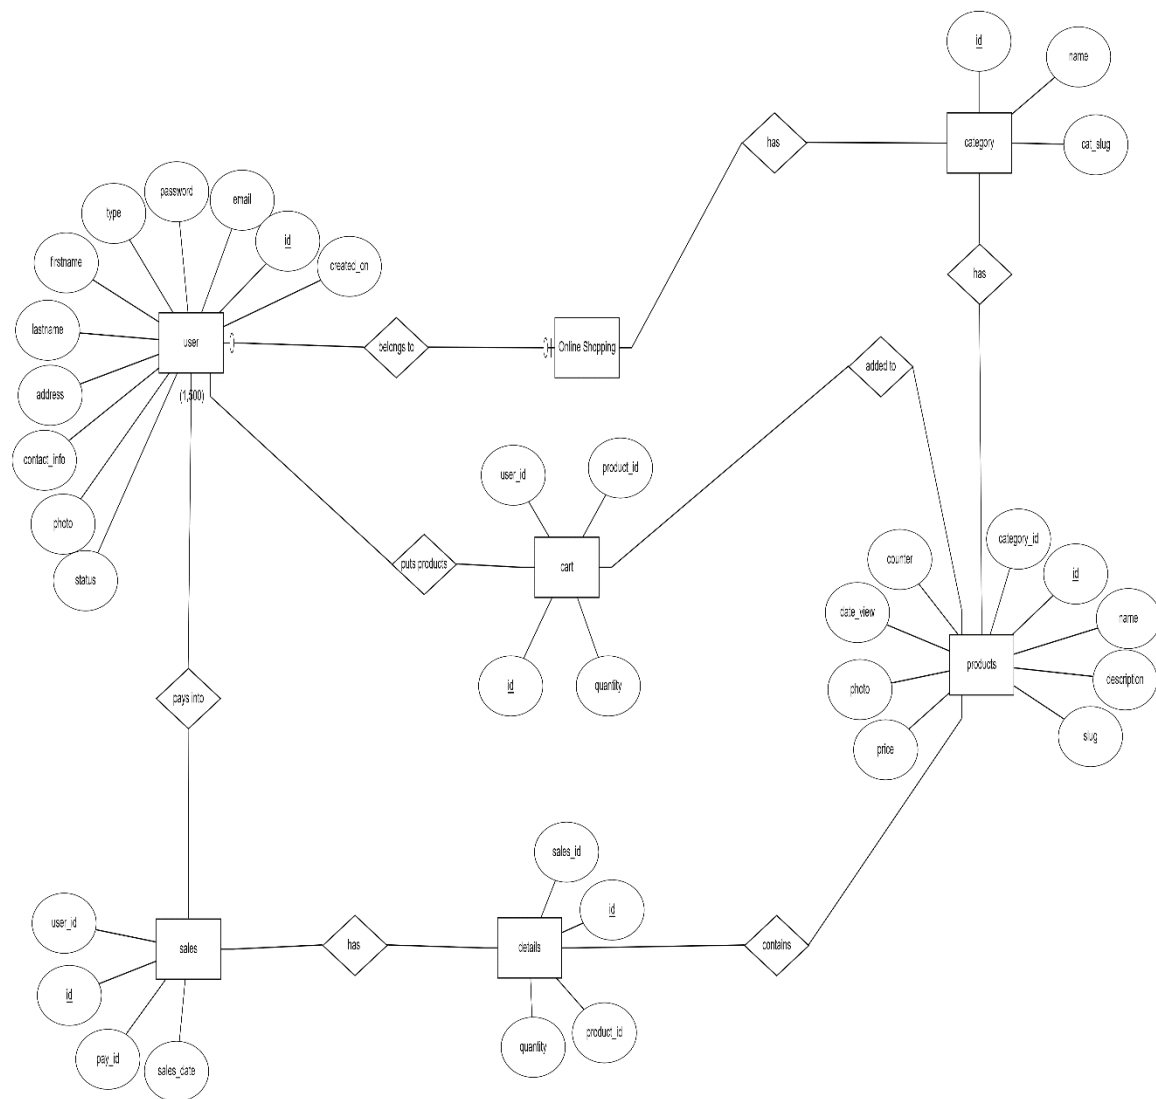 id
name
has
category
cat_slug
password
email
type
id
firstname
created_on
has
lastname
user
belongs to
Online Shopping
added to
address
(1,500)
contact_info
user_id
product_id
photo
status
puts products
cart
category_id
counter
id
date_view
name
products
description
photo
id
quantity
slug
price
pays into
sales_id
id
user_id
sales
has
details
contains
id
product_id
quantity
pay_id
sales_date